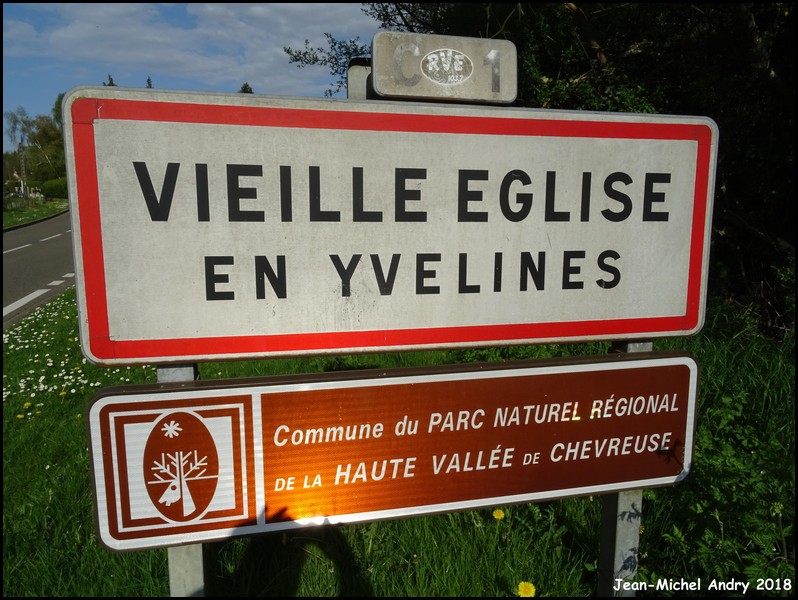 C RVE 1
VIEILLE EGLISE
EN YVELINES
Commune du PARC NATUREL RÉGIONAL
DE LA HAUTE VALLÉE DE CHEVREUSE
Jean-Michel Andry 2018